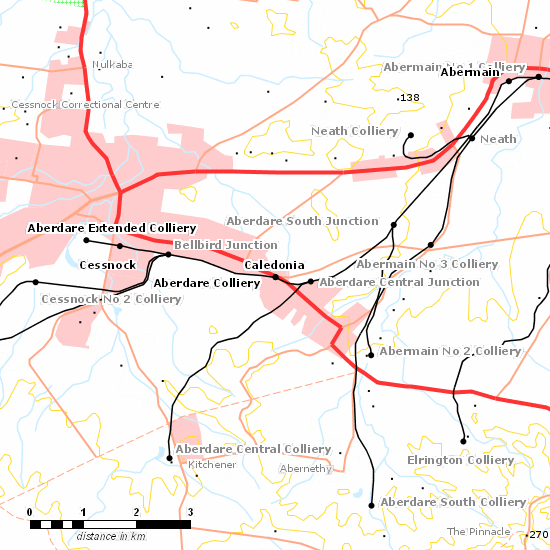 Nulkaba
Abermain No 1 Colliery
Abermain
138
Cessnock Correctional Centre
Neath Colliery
Neath
Aberdare South Junction
Aberdare Extended Colliery
Bellbird Junction
Cessnock
Caledonia
Abermain No 3 Colliery
Aberdare Colliery
Aberdare Central Junction
Cessnock No 2 Colliery
Abermain No 2 Colliery
Aberdare Central Colliery
Kitchener
Abernethy
Elrington Colliery
Aberdare South Colliery
0 1 2 3
distance in km
The Pinnacle
270